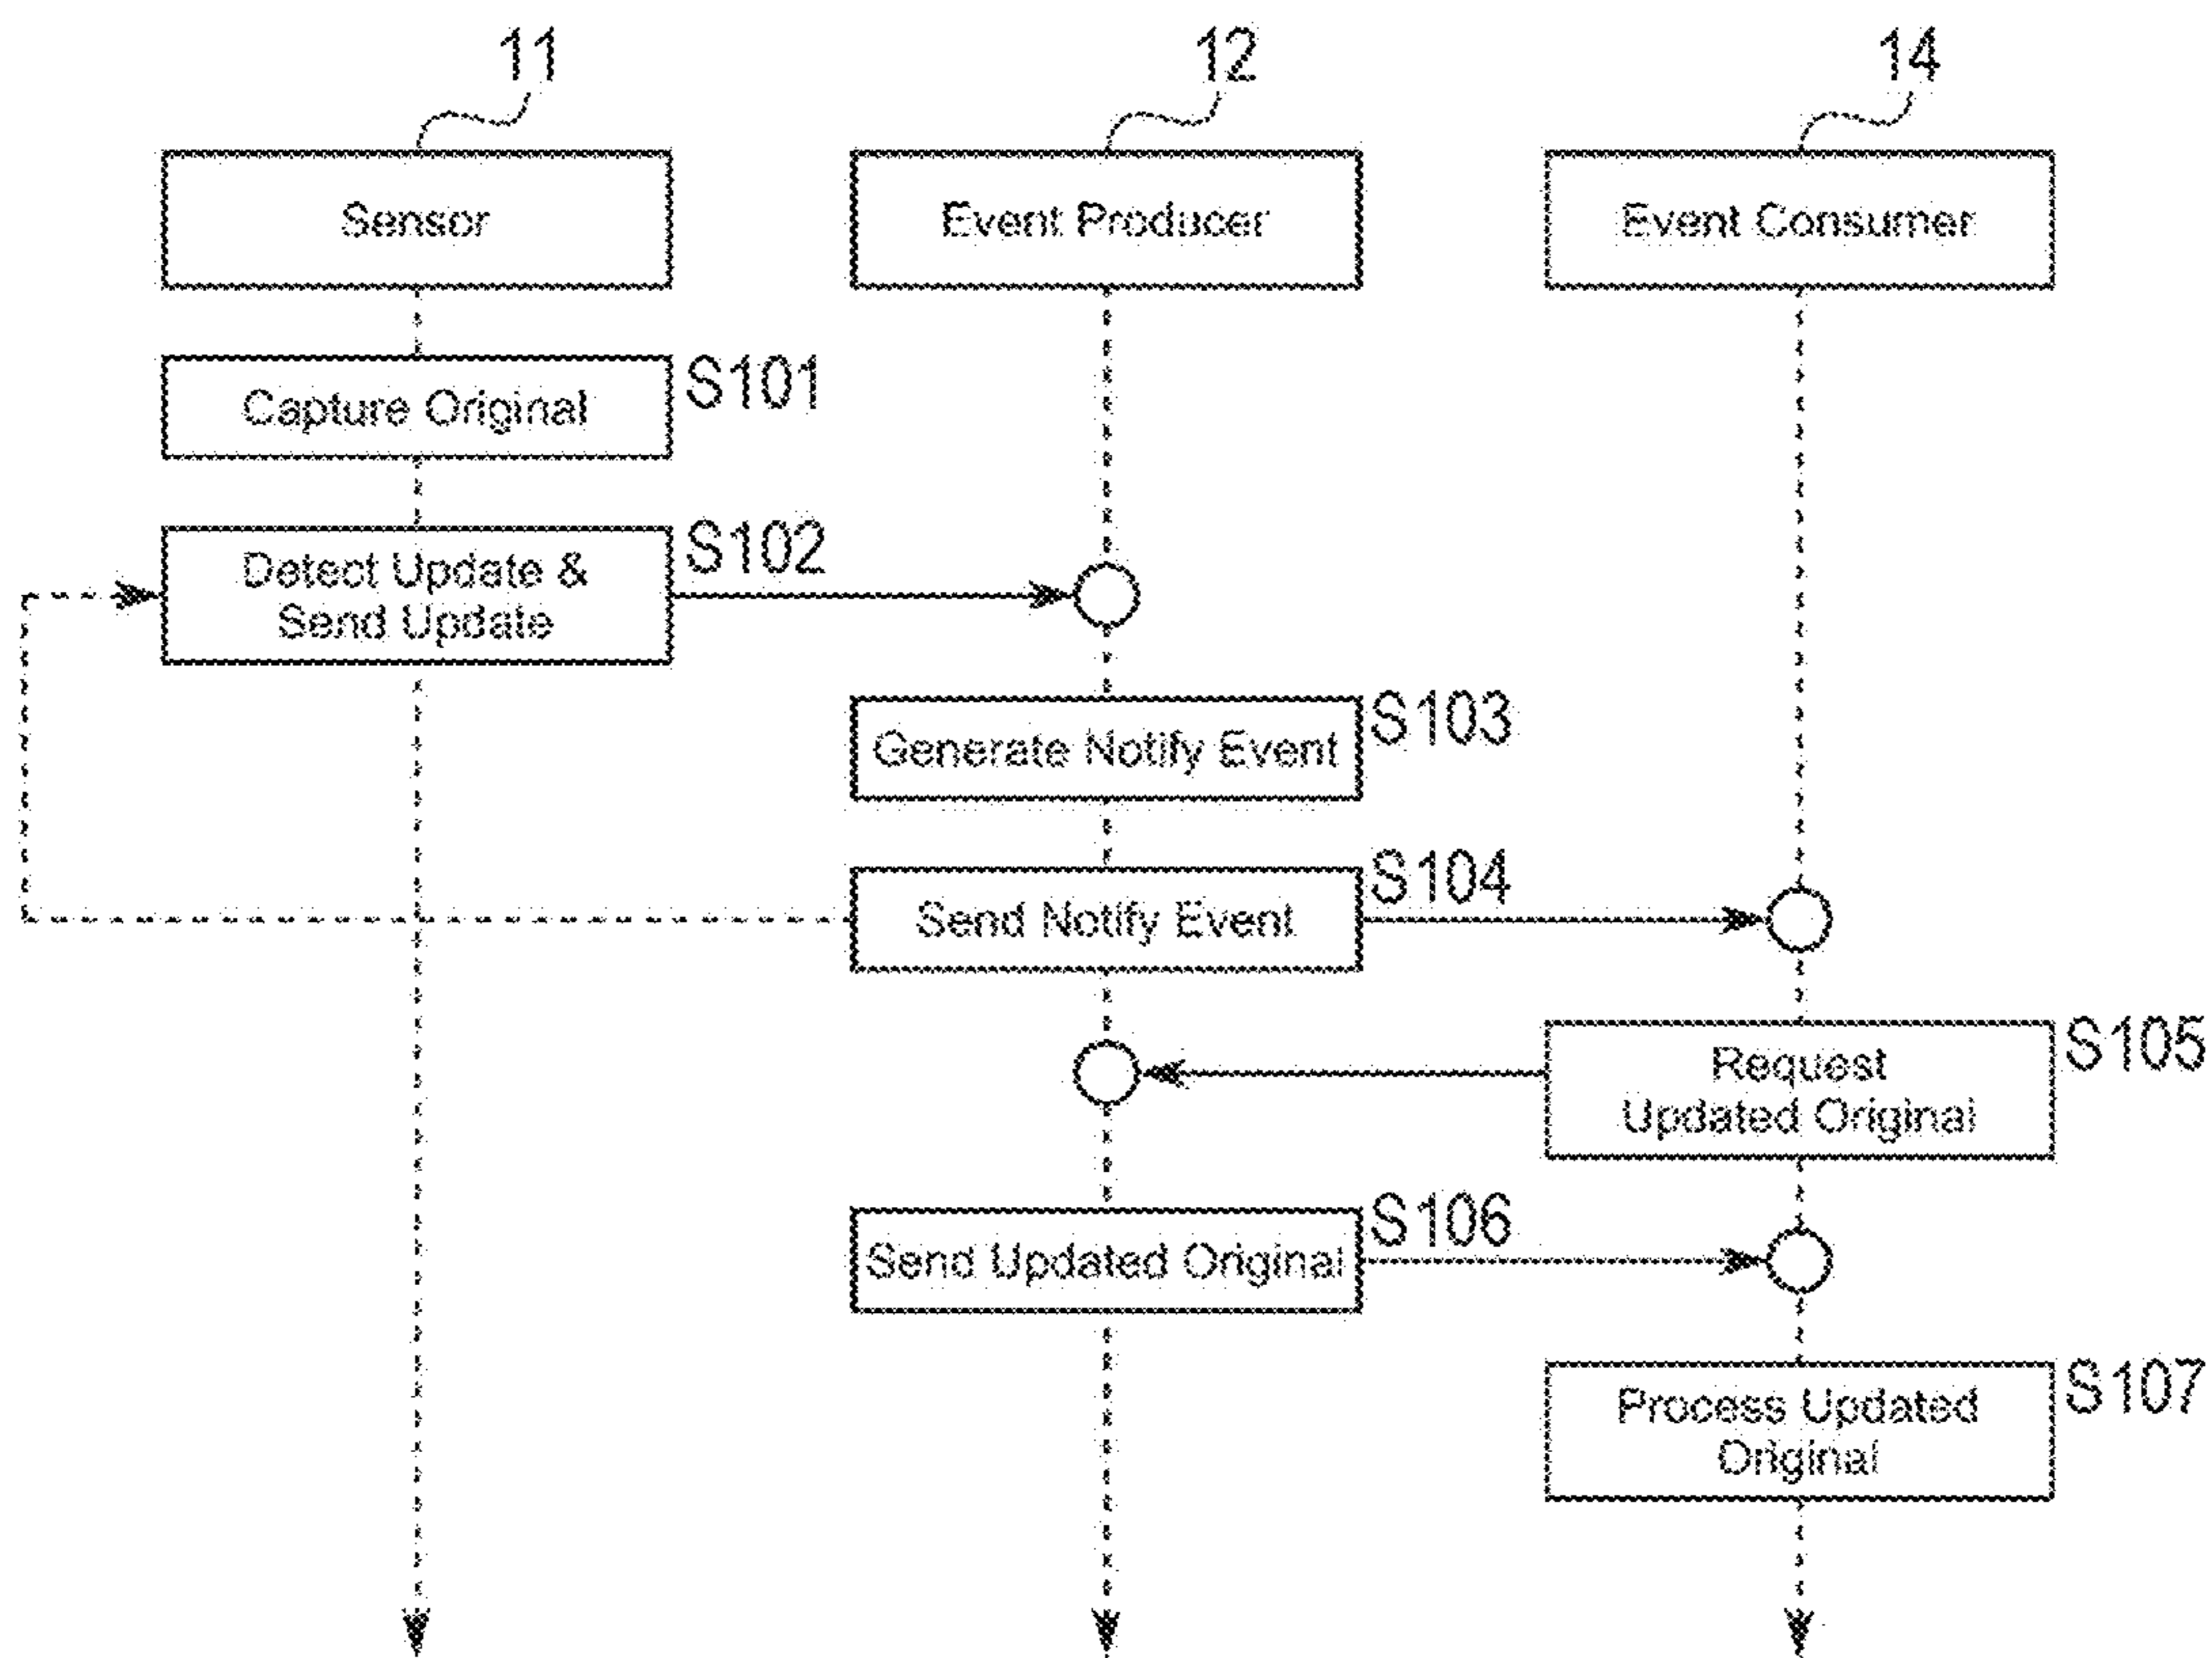 11
12
14
Sensor
Event Producer
Event Consumer
Capture Original
S101
Detect Update &
Send Update
S102
Generate Notify Event
S103
Send Notify Event
S104
Request
Updated Original
S105
Send Updated Original
S106
Process Updated
Original
S107